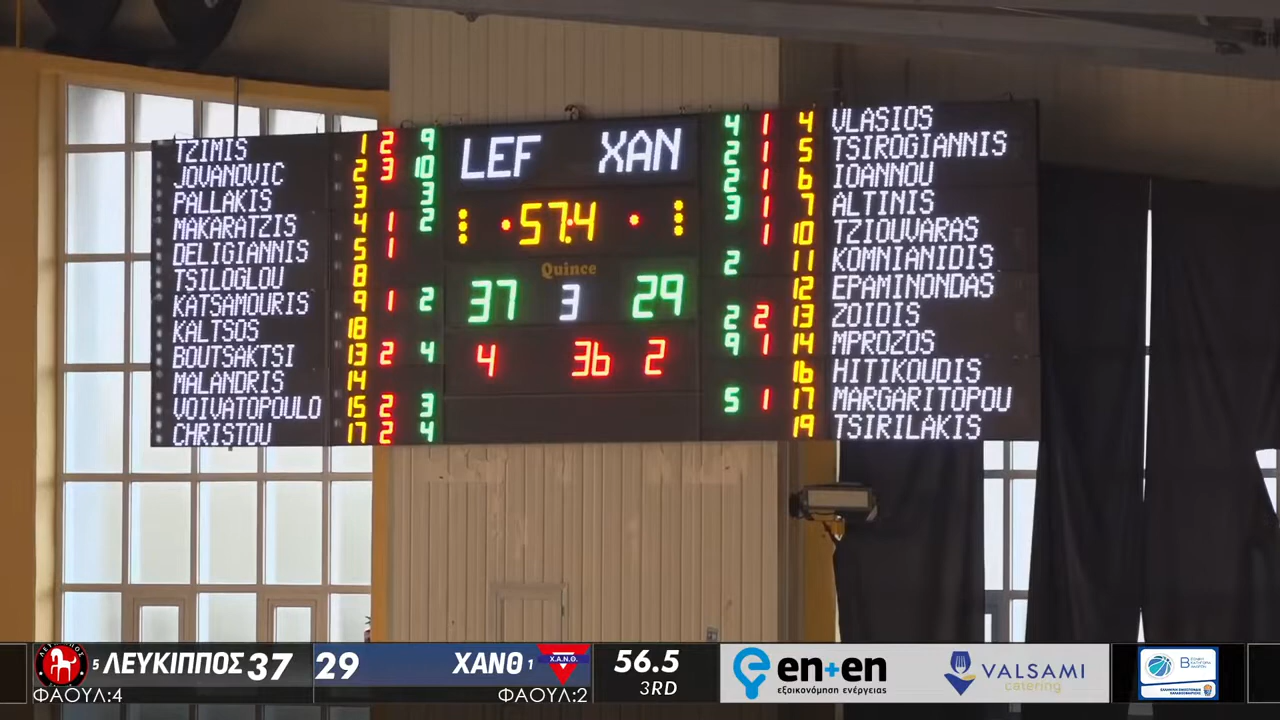 LEF XAN
57.4
Quince
37 3 29
4 36 2
TZIMIS 1 2 9
JOVANOVIC 2 3 10
PALLAKIS 3 3
MAKARATZIS 4 1 2
DELIGIANNIS 5 1
TSILOGLOU 8
KATSAMOURIS 9 1 2
KALTSOS 18
BOUTSAKTSI 13 2 4
MALANDRIS 14
VOIVATOPOULO 15 2 3
CHRISTOU 17 2 4
4 1 4 VLASIOS
2 1 5 TSIROGIANNIS
2 1 6 IOANNOU
3 1 7 ALTINIS
1 10 TZIOUVARAS
2 11 KOMNIANIDIS
12 EPAMINONDAS
2 2 13 ZOIDIS
9 1 14 MPROZOS
16 HITIKOUDIS
5 1 17 MARGARITOPOU
19 TSIRILAKIS
5 ΛΕΥΚΙΠΠΟΣ 37 29 ΧΑΝΘ 1 Χ.Α.Ν.Θ. 56.5
ΦΑΟΥΛ:4 ΦΑΟΥΛ:2 3RD
en+en
εξοικονόμηση ενέργειας
VALSAMI
catering